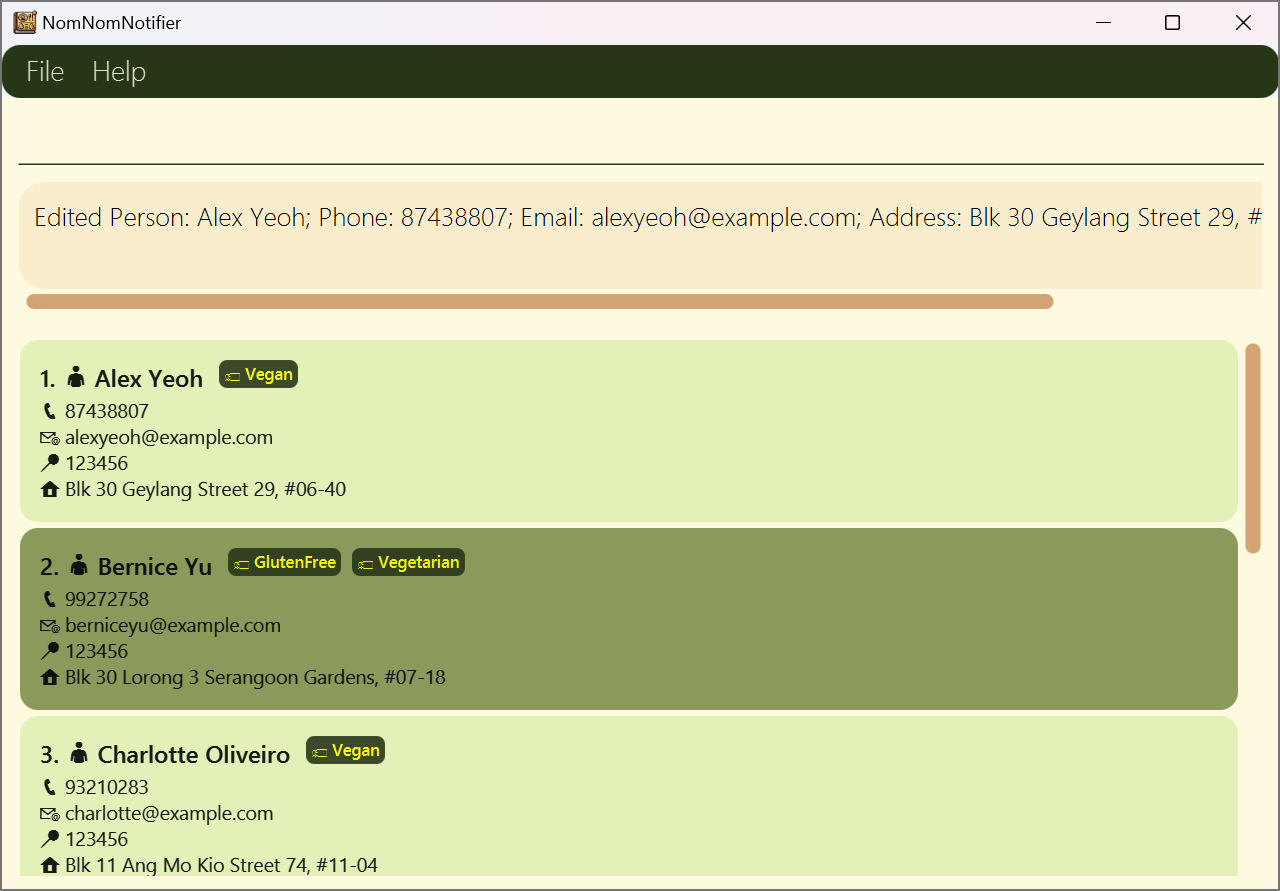 NomNomNotifier
File Help
Edited Person: Alex Yeoh; Phone: 87438807; Email: alexyeoh@example.com; Address: Blk 30 Geylang Street 29, #
1. Alex Yeoh Vegan
87438807
alexyeoh@example.com
123456
Blk 30 Geylang Street 29, #06-40
2. Bernice Yu GlutenFree Vegetarian
99272758
berniceyu@example.com
123456
Blk 30 Lorong 3 Serangoon Gardens, #07-18
3. Charlotte Oliveiro Vegan
93210283
charlotte@example.com
123456
Blk 11 Ang Mo Kio Street 74, #11-04